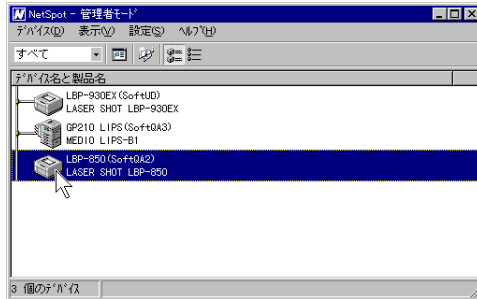 NetSpot - 管理者ﾓｰﾄﾞ
ﾃﾞﾊﾞｲｽ(D) 表示(V) 設定(S) ﾍﾙﾌﾟ(H)
すべて
ﾃﾞﾊﾞｲｽ名と製品名
LBP-930EX(SoftUD)
LASER SHOT LBP-930EX
GP210 LIPS(SoftQA3)
MEDIO LIPS-B1
LBP-850(SoftQA2)
LASER SHOT LBP-850
3 個のﾃﾞﾊﾞｲｽ